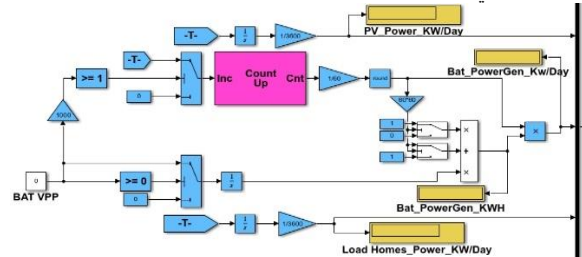 -T-
1/3600
PV_Power_KW/Day
-T-
>= 1
0
Inc
Count
Up
Cnt
1/60
round
Bat_PowerGen_Kw/Day
1000
60*60
1
0
1
×
+
×
×
0
BAT VPP
>= 0
0
Bat_PowerGen_KWH
-T-
1/3600
Load Homes_Power_KW/Day